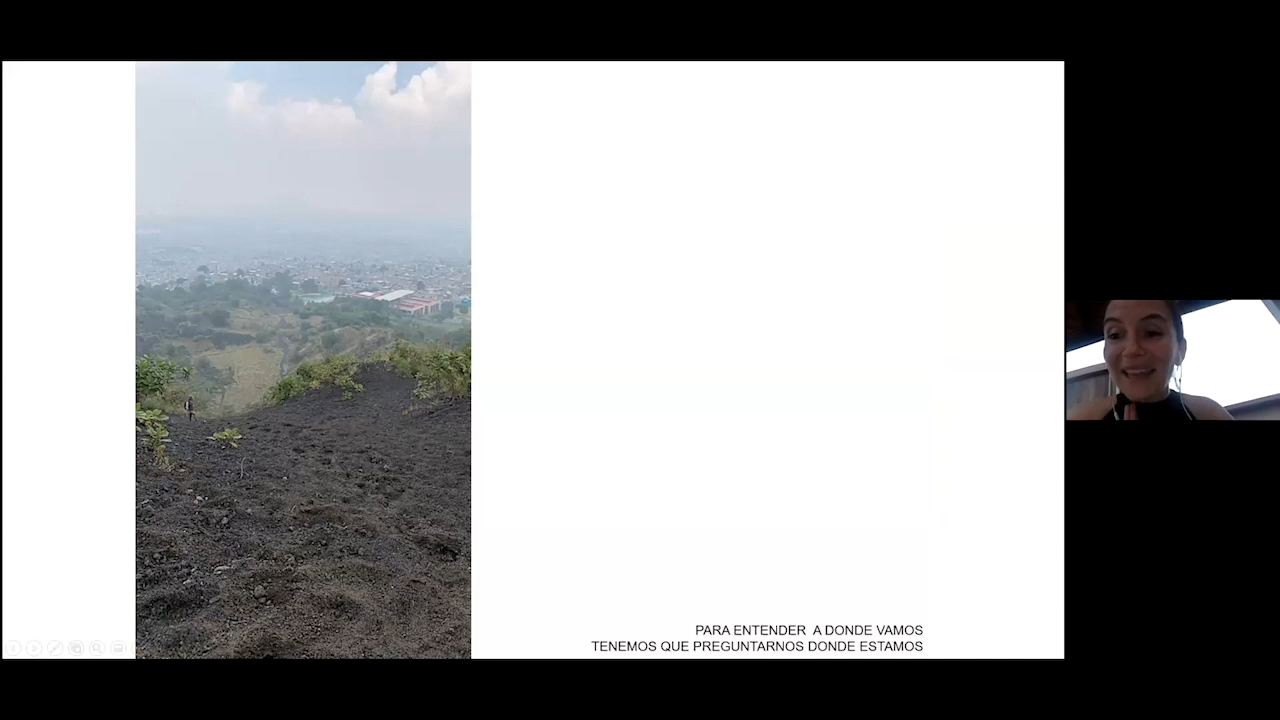 PARA ENTENDER  A DONDE VAMOS
TENEMOS QUE PREGUNTARNOS DONDE ESTAMOS